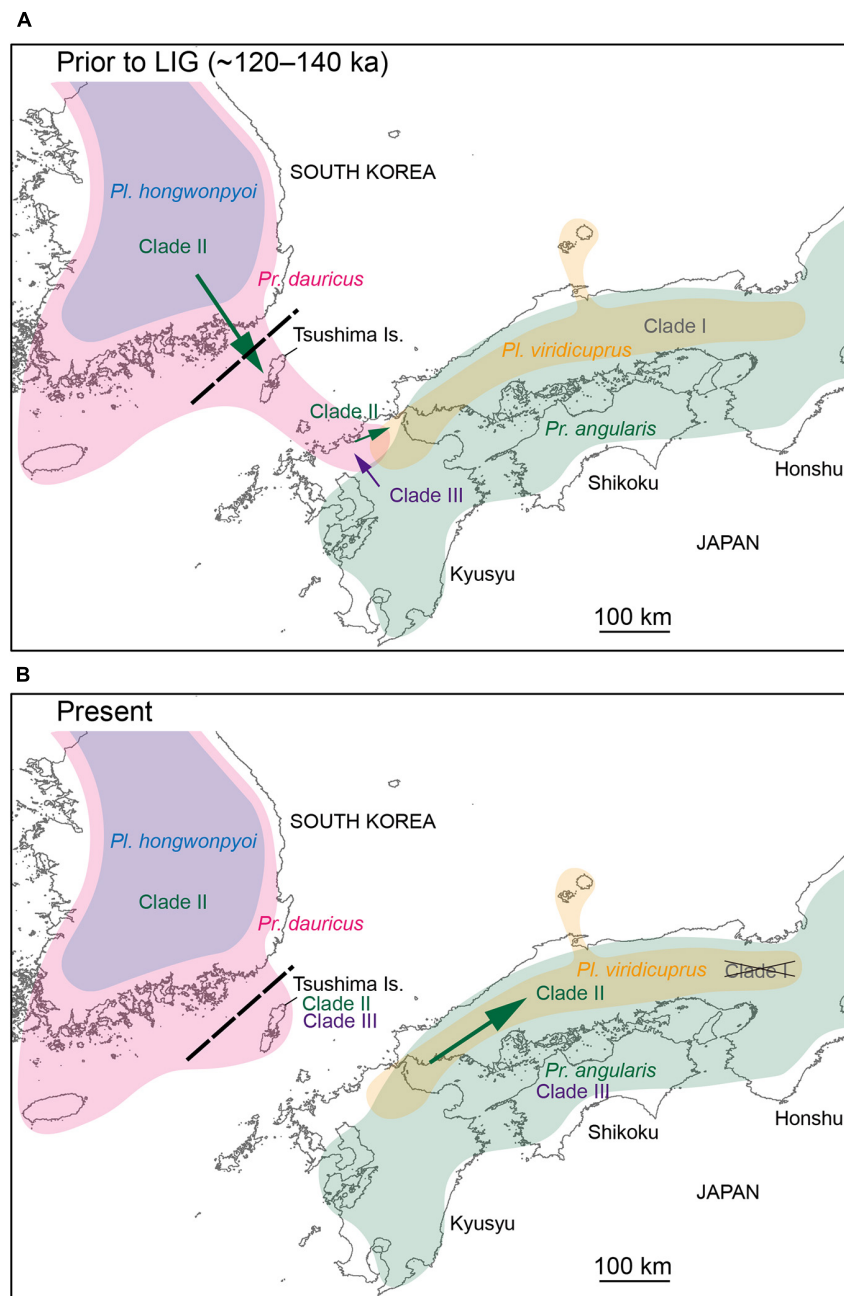 A
Prior to LIG (~120–140 ka)
SOUTH KOREA
Pl. hongwonpyoi
Clade II
Pr. dauricus
Tsushima Is.
Clade I
Pl. viridicuprus
Clade II
Pr. angularis
Clade III
Shikoku
Honshu
JAPAN
Kyusyu
100 km
B
Present
SOUTH KOREA
Pl. hongwonpyoi
Clade II
Pr. dauricus
Tsushima Is.
Clade II
Clade III
Pl. viridicuprus
Clade I
Clade II
Pr. angularis
Clade III
Shikoku
Honshu
JAPAN
Kyusyu
100 km